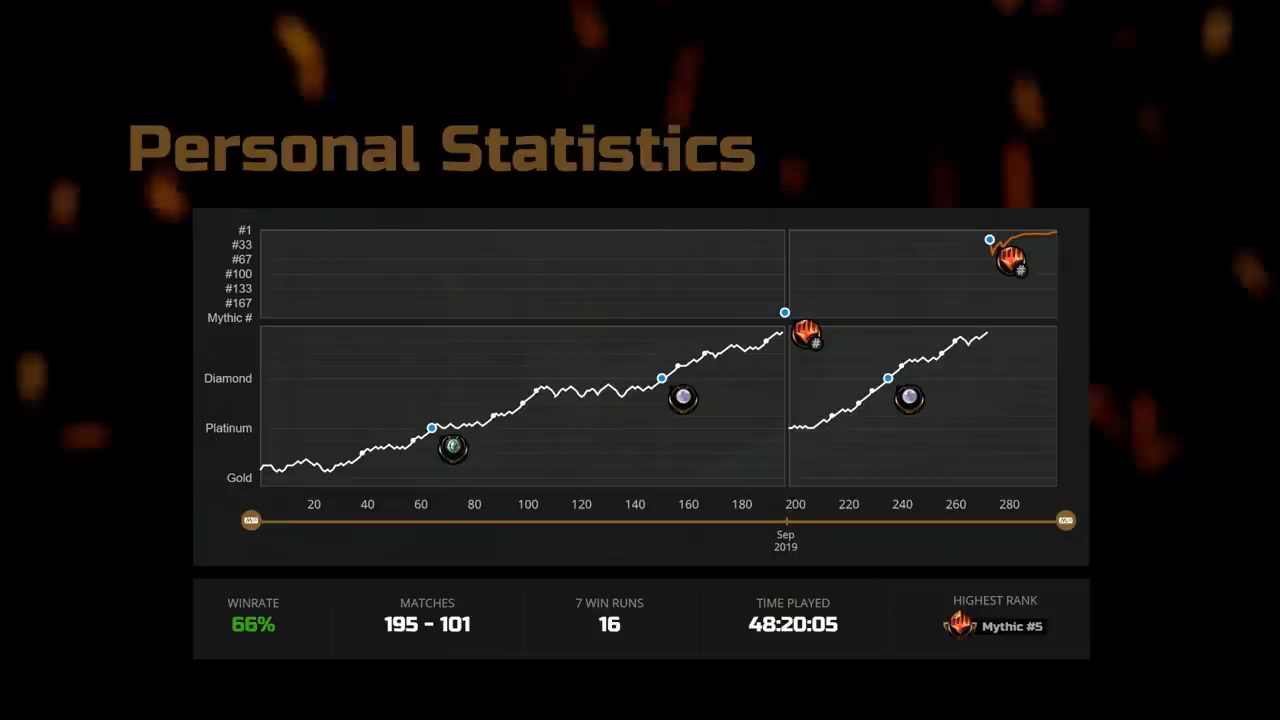 Personal Statistics
#1
#33
#67
#100
#133
#167
Mythic #
#
#
Diamond
Platinum
Gold
20 40 60 80 100 120 140 160 180 200 220 240 260 280
Sep
2019
WINRATE MATCHES 7 WIN RUNS TIME PLAYED HIGHEST RANK
66% 195 - 101 16 48:20:05 Mythic #5